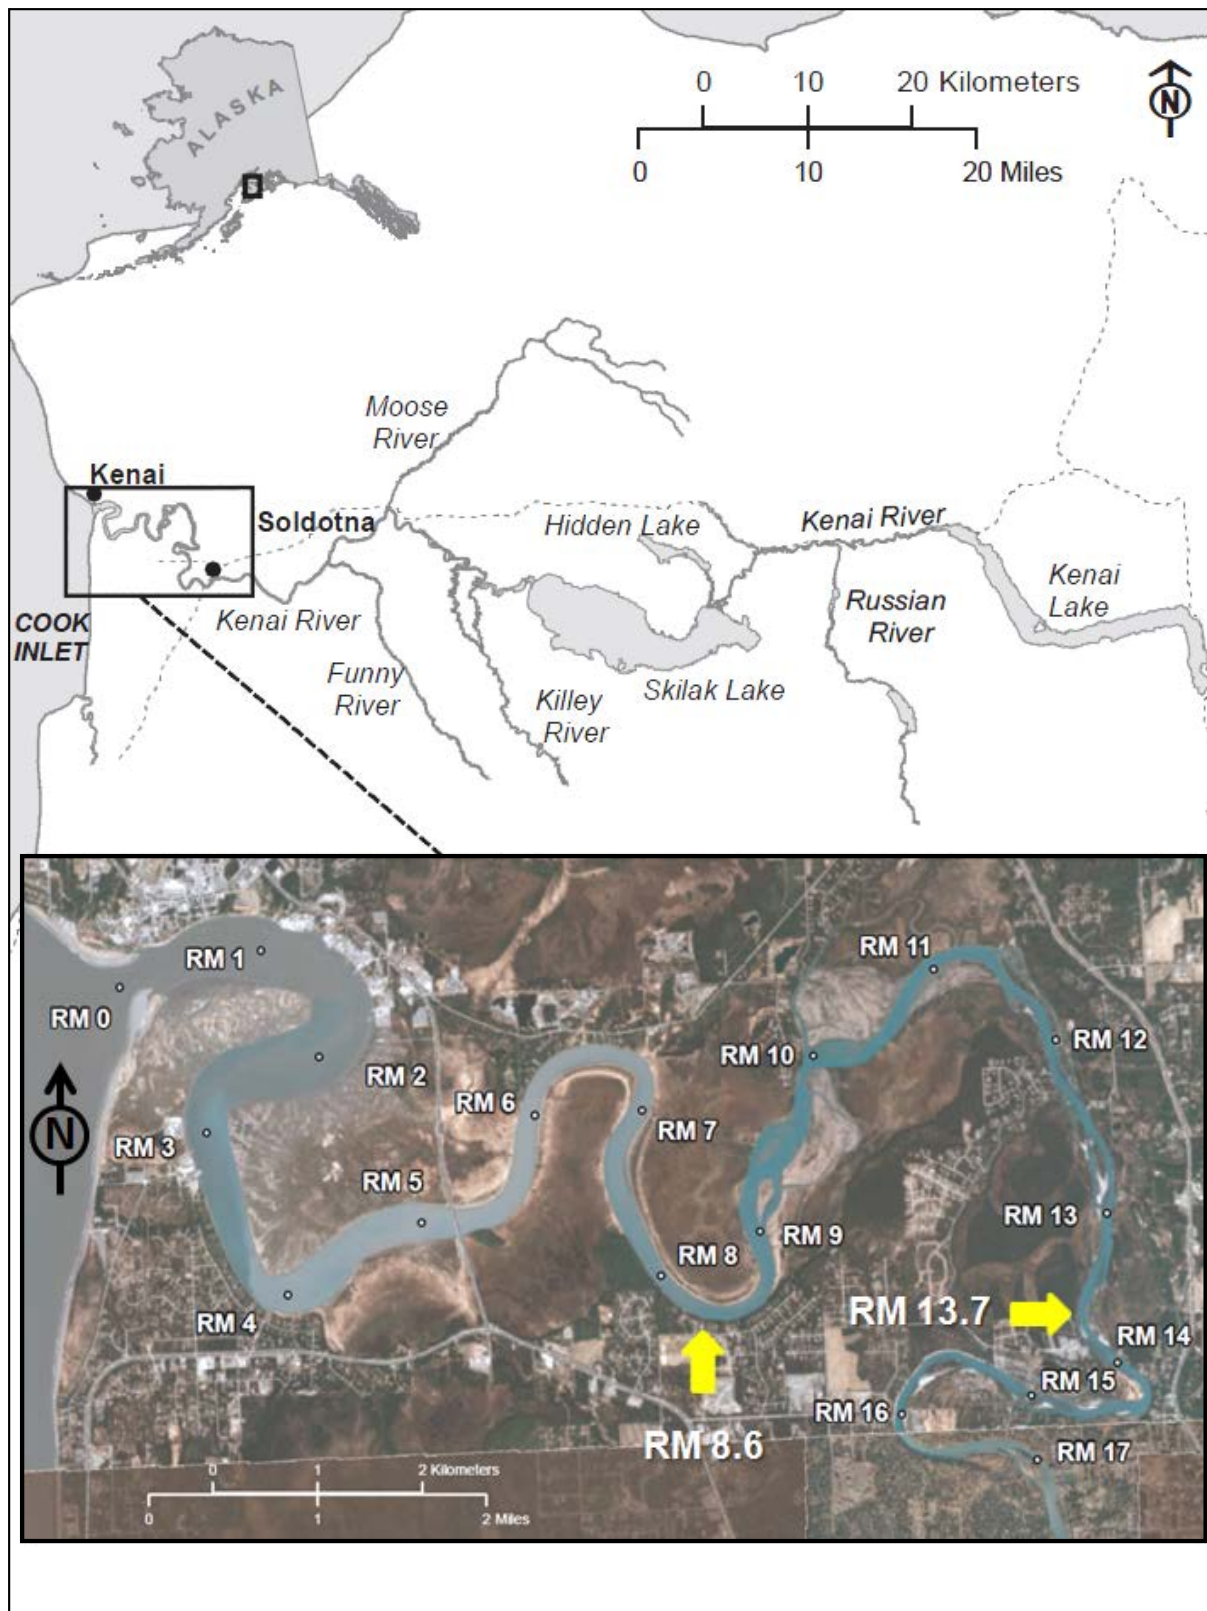 ALASKA
0 10 20 Kilometers
0 10 20 Miles
N
Moose
River
Kenai
Soldotna
Hidden Lake
Kenai River
Kenai
Lake
Russian
River
COOK
INLET
Kenai River
Funny
River
Killey
River
Skilak Lake
RM 0
RM 1
RM 2
RM 3
RM 4
RM 5
RM 6
RM 7
RM 8
RM 9
RM 10
RM 11
RM 12
RM 13
RM 13.7
RM 14
RM 15
RM 16
RM 17
RM 8.6
N
0 1 2 Kilometers
0 1 2 Miles